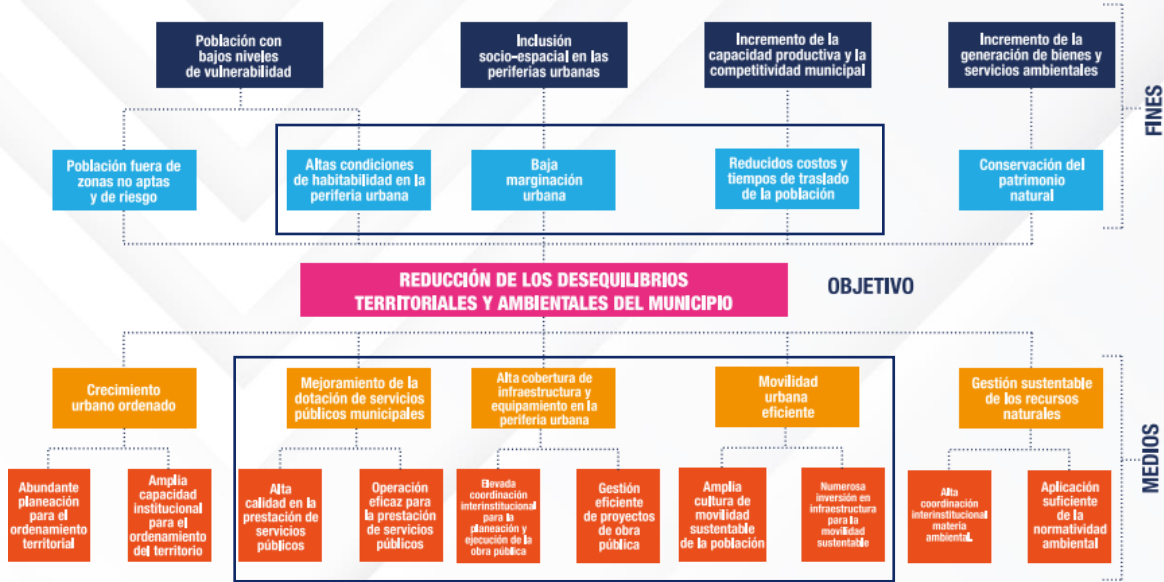 Población con
bajos niveles
de vulnerabilidad
Inclusión
socio-espacial en las
periferias urbanas
Incremento de la
capacidad productiva y la
competitividad municipal
Incremento de la
generación de bienes y
servicios ambientales
FINES
Población fuera de
zonas no aptas
y de riesgo
Altas condiciones
de habitabilidad en la
periferia urbana
Baja
marginación
urbana
Reducidos costos y
tiempos de traslado
de la población
Conservación del
patrimonio
natural
REDUCCIÓN DE LOS DESEQUILIBRIOS
TERRITORIALES Y AMBIENTALES DEL MUNICIPIO
OBJETIVO
Crecimiento
urbano ordenado
Mejoramiento de la
dotación de servicios
públicos municipales
Alta cobertura de
infraestructura y
equipamiento en la
periferia urbana
Movilidad
urbana
eficiente
Gestión sustentable
de los recursos
naturales
MEDIOS
Abundante
planeación
para el
ordenamiento
territorial
Amplia
capacidad
institucional
para el
ordenamiento
del territorio
Alta
calidad en la
prestación de
servicios
públicos
Operación
eficaz para
la prestación
de servicios
públicos
Elevada
coordinación
interinstitucional
para la
planeación y
ejecución de la
obra pública
Gestión
eficiente
de proyectos
de obra
pública
Amplia
cultura de
movilidad
sustentable
de la población
Numerosa
inversión en
infraestructura
para la
movilidad
sustentable
Alta
coordinación
interinstitucional
materia
ambiental.
Aplicación
suficiente
de la
normatividad
ambiental